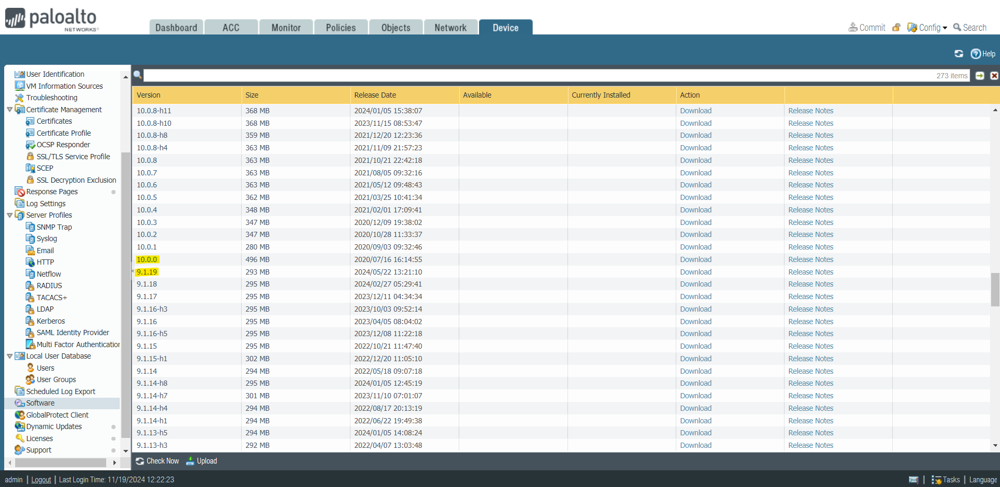 paloalto
NETWORKS®
Dashboard ACC Monitor Policies Objects Network Device
Commit Config Search
Help
User Identification
VM Information Sources
Troubleshooting
Certificate Management
Certificates
Certificate Profile
OCSP Responder
SSL/TLS Service Profile
SCEP
SSL Decryption Exclusion
Response Pages
Log Settings
Server Profiles
SNMP Trap
Syslog
Email
HTTP
Netflow
RADIUS
TACACS+
LDAP
Kerberos
SAML Identity Provider
Multi Factor Authentication
Local User Database
Users
User Groups
Scheduled Log Export
Software
GlobalProtect Client
Dynamic Updates
Licenses
Support
273 items
Version Size Release Date Available Currently Installed Action
10.0.8-h11 368 MB 2024/01/05 15:38:07 Download Release Notes
10.0.8-h10 368 MB 2023/11/15 08:53:47 Download Release Notes
10.0.8-h8 359 MB 2021/12/20 12:23:36 Download Release Notes
10.0.8-h4 363 MB 2021/11/09 21:57:23 Download Release Notes
10.0.8 363 MB 2021/10/21 22:42:18 Download Release Notes
10.0.7 363 MB 2021/08/05 09:32:16 Download Release Notes
10.0.6 363 MB 2021/05/12 09:48:43 Download Release Notes
10.0.5 362 MB 2021/03/25 10:41:34 Download Release Notes
10.0.4 348 MB 2021/02/01 17:09:41 Download Release Notes
10.0.3 347 MB 2020/12/09 19:38:02 Download Release Notes
10.0.2 347 MB 2020/10/28 11:33:37 Download Release Notes
10.0.1 280 MB 2020/09/03 09:32:46 Download Release Notes
10.0.0 496 MB 2020/07/16 16:14:55 Download Release Notes
9.1.19 293 MB 2024/05/22 13:21:10 Download Release Notes
9.1.18 295 MB 2024/02/27 05:29:41 Download Release Notes
9.1.17 295 MB 2023/12/11 04:34:34 Download Release Notes
9.1.16-h3 295 MB 2023/10/03 09:52:14 Download Release Notes
9.1.16 295 MB 2023/04/05 08:04:02 Download Release Notes
9.1.16-h5 295 MB 2023/12/08 11:22:18 Download Release Notes
9.1.15 295 MB 2022/10/21 11:47:40 Download Release Notes
9.1.15-h1 302 MB 2022/12/20 11:05:10 Download Release Notes
9.1.14 294 MB 2022/05/18 09:07:18 Download Release Notes
9.1.14-h8 295 MB 2024/01/05 12:45:19 Download Release Notes
9.1.14-h7 301 MB 2023/11/10 07:01:07 Download Release Notes
9.1.14-h4 294 MB 2022/08/17 20:13:19 Download Release Notes
9.1.14-h1 294 MB 2022/06/22 19:49:38 Download Release Notes
9.1.13-h5 294 MB 2024/01/05 14:08:24 Download Release Notes
9.1.13-h3 292 MB 2022/04/07 13:03:48 Download Release Notes
Check Now Upload
admin | Logout | Last Login Time: 11/19/2024 12:22:23
| Tasks | Language